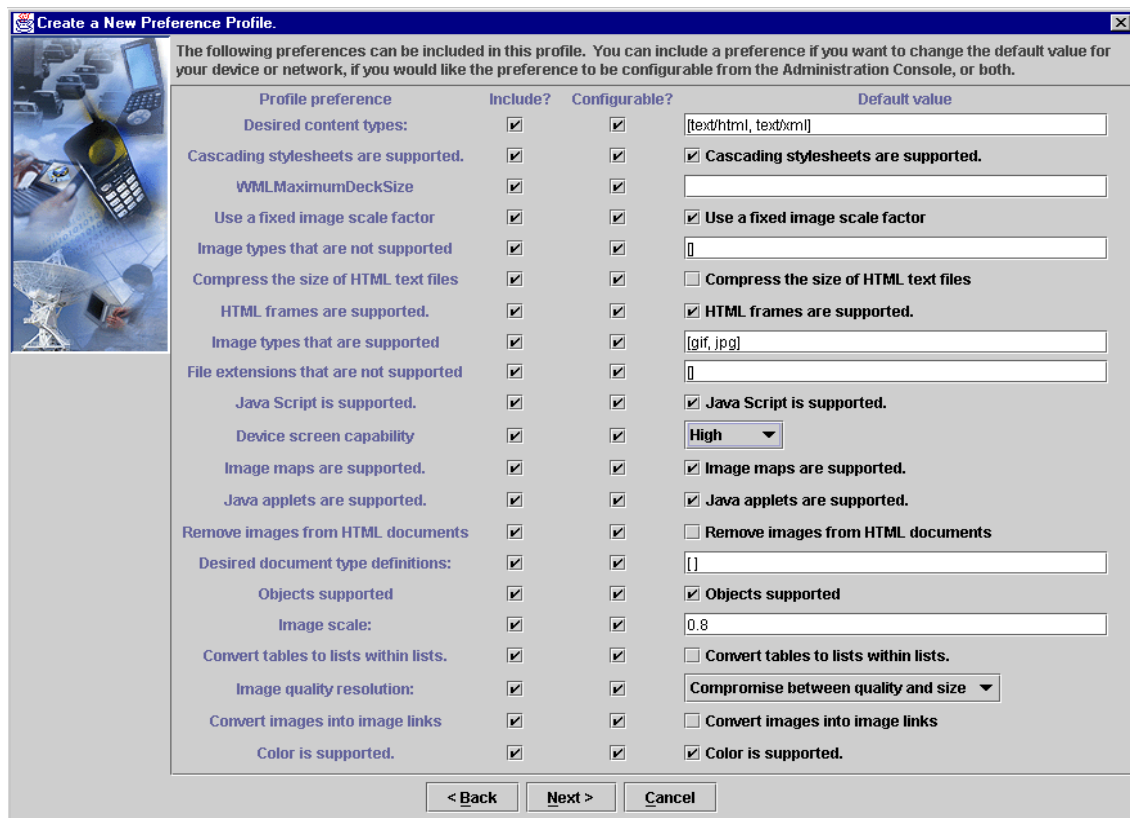 Create a New Preference Profile.
The following preferences can be included in this profile. You can include a preference if you want to change the default value for
your device or network, if you would like the preference to be configurable from the Administration Console, or both.
Profile preference Include? Configurable? Default value
Desired content types: [text/html, text/xml]
Cascading stylesheets are supported. Cascading stylesheets are supported.
WMLMaximumDeckSize
Use a fixed image scale factor Use a fixed image scale factor
Image types that are not supported []
Compress the size of HTML text files Compress the size of HTML text files
HTML frames are supported. HTML frames are supported.
Image types that are supported [gif, jpg]
File extensions that are not supported []
Java Script is supported. Java Script is supported.
Device screen capability High
Image maps are supported. Image maps are supported.
Java applets are supported. Java applets are supported.
Remove images from HTML documents Remove images from HTML documents
Desired document type definitions: [ ]
Objects supported Objects supported
Image scale: 0.8
Convert tables to lists within lists. Convert tables to lists within lists.
Image quality resolution: Compromise between quality and size
Convert images into image links Convert images into image links
Color is supported. Color is supported.
< Back Next > Cancel